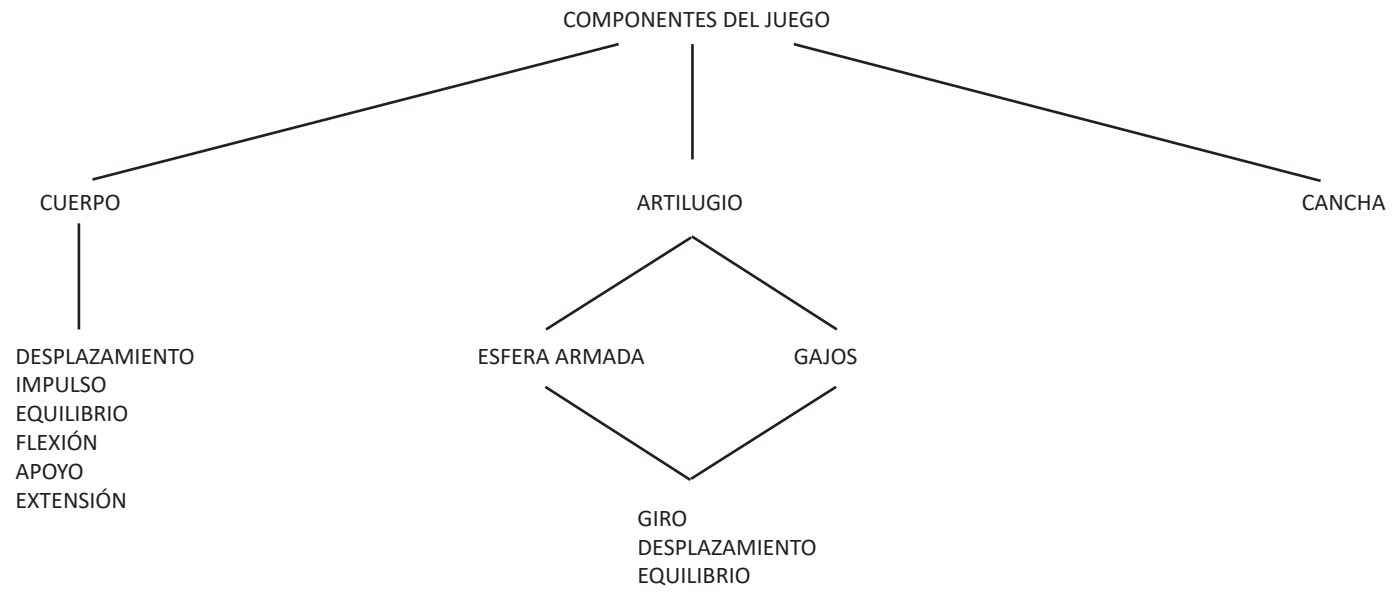 COMPONENTES DEL JUEGO
CUERPO
ARTILUGIO
CANCHA
DESPLAZAMIENTO
IMPULSO
EQUILIBRIO
FLEXIÓN
APOYO
EXTENSIÓN
ESFERA ARMADA
GAJOS
GIRO
DESPLAZAMIENTO
EQUILIBRIO